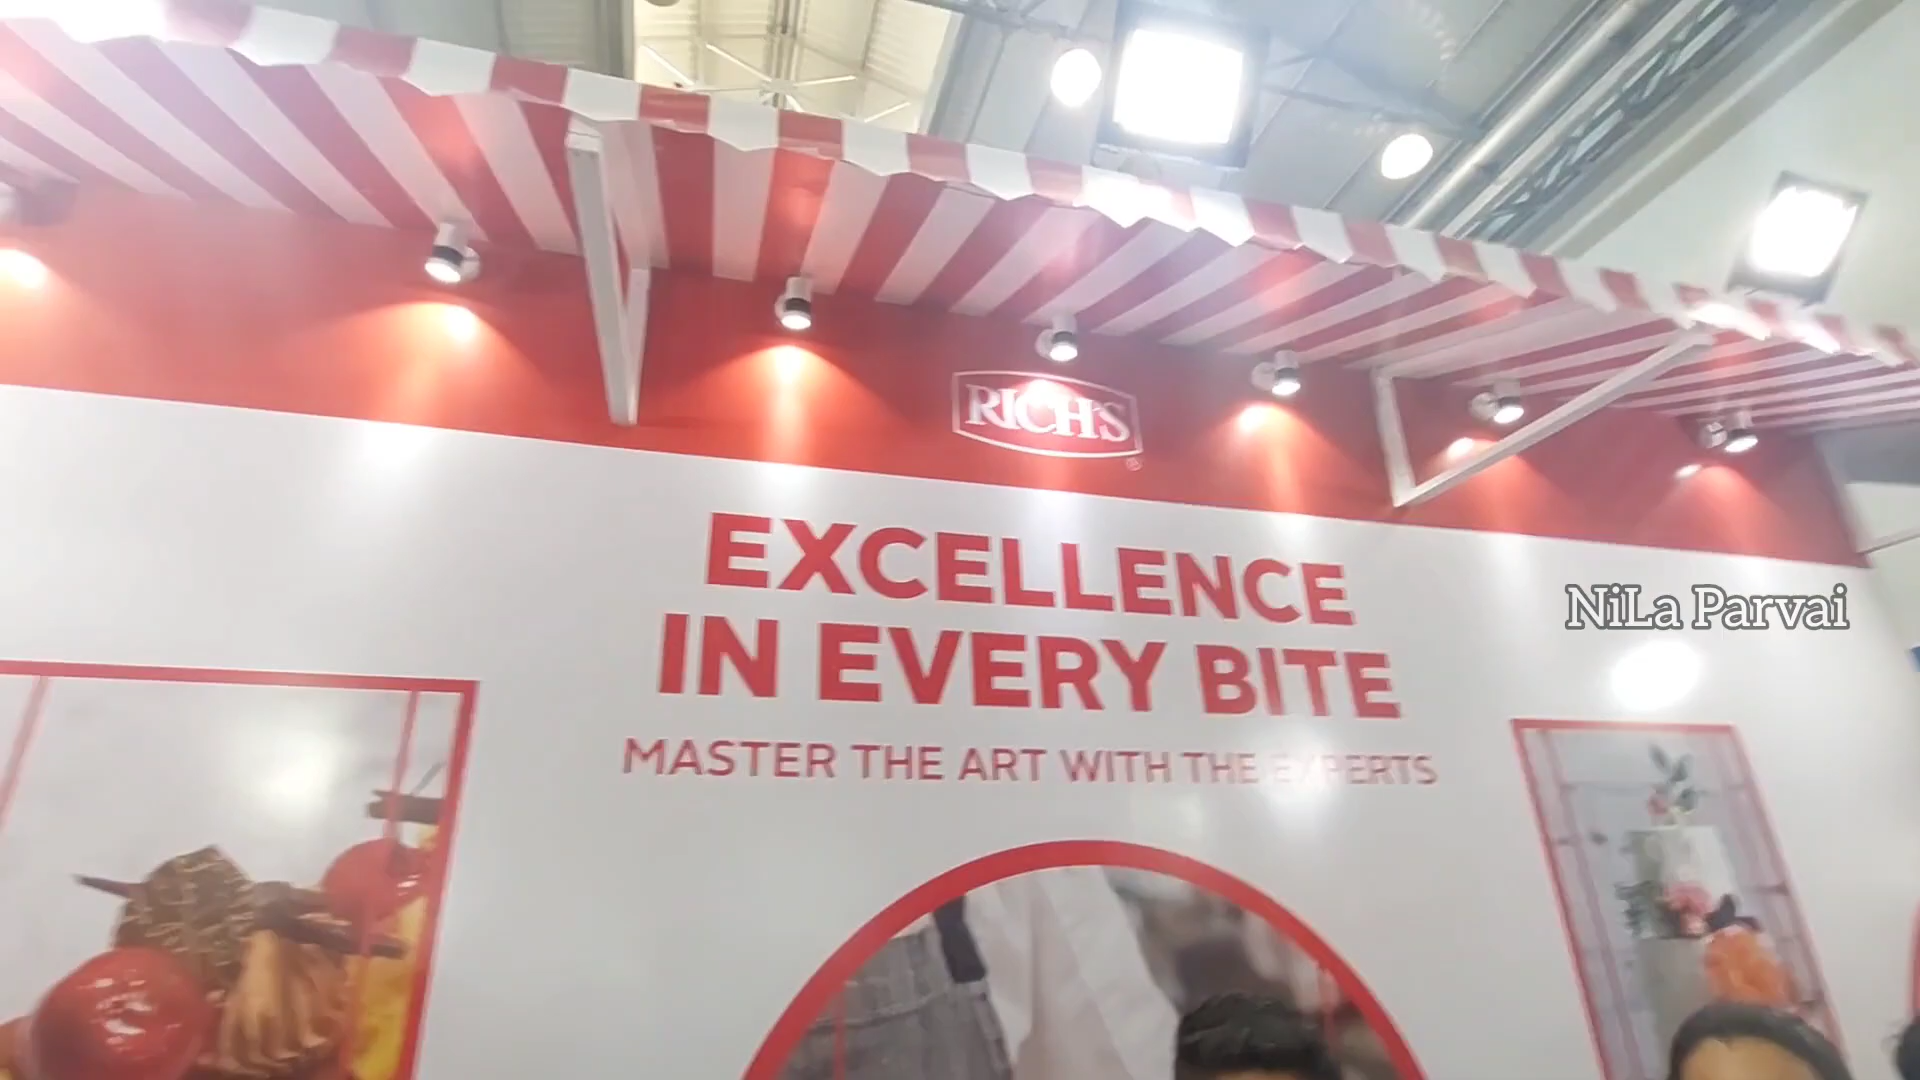 RICH'S
®
EXCELLENCE
IN EVERY BITE
MASTER THE ART WITH THE EXPERTS
NiLa Parvai